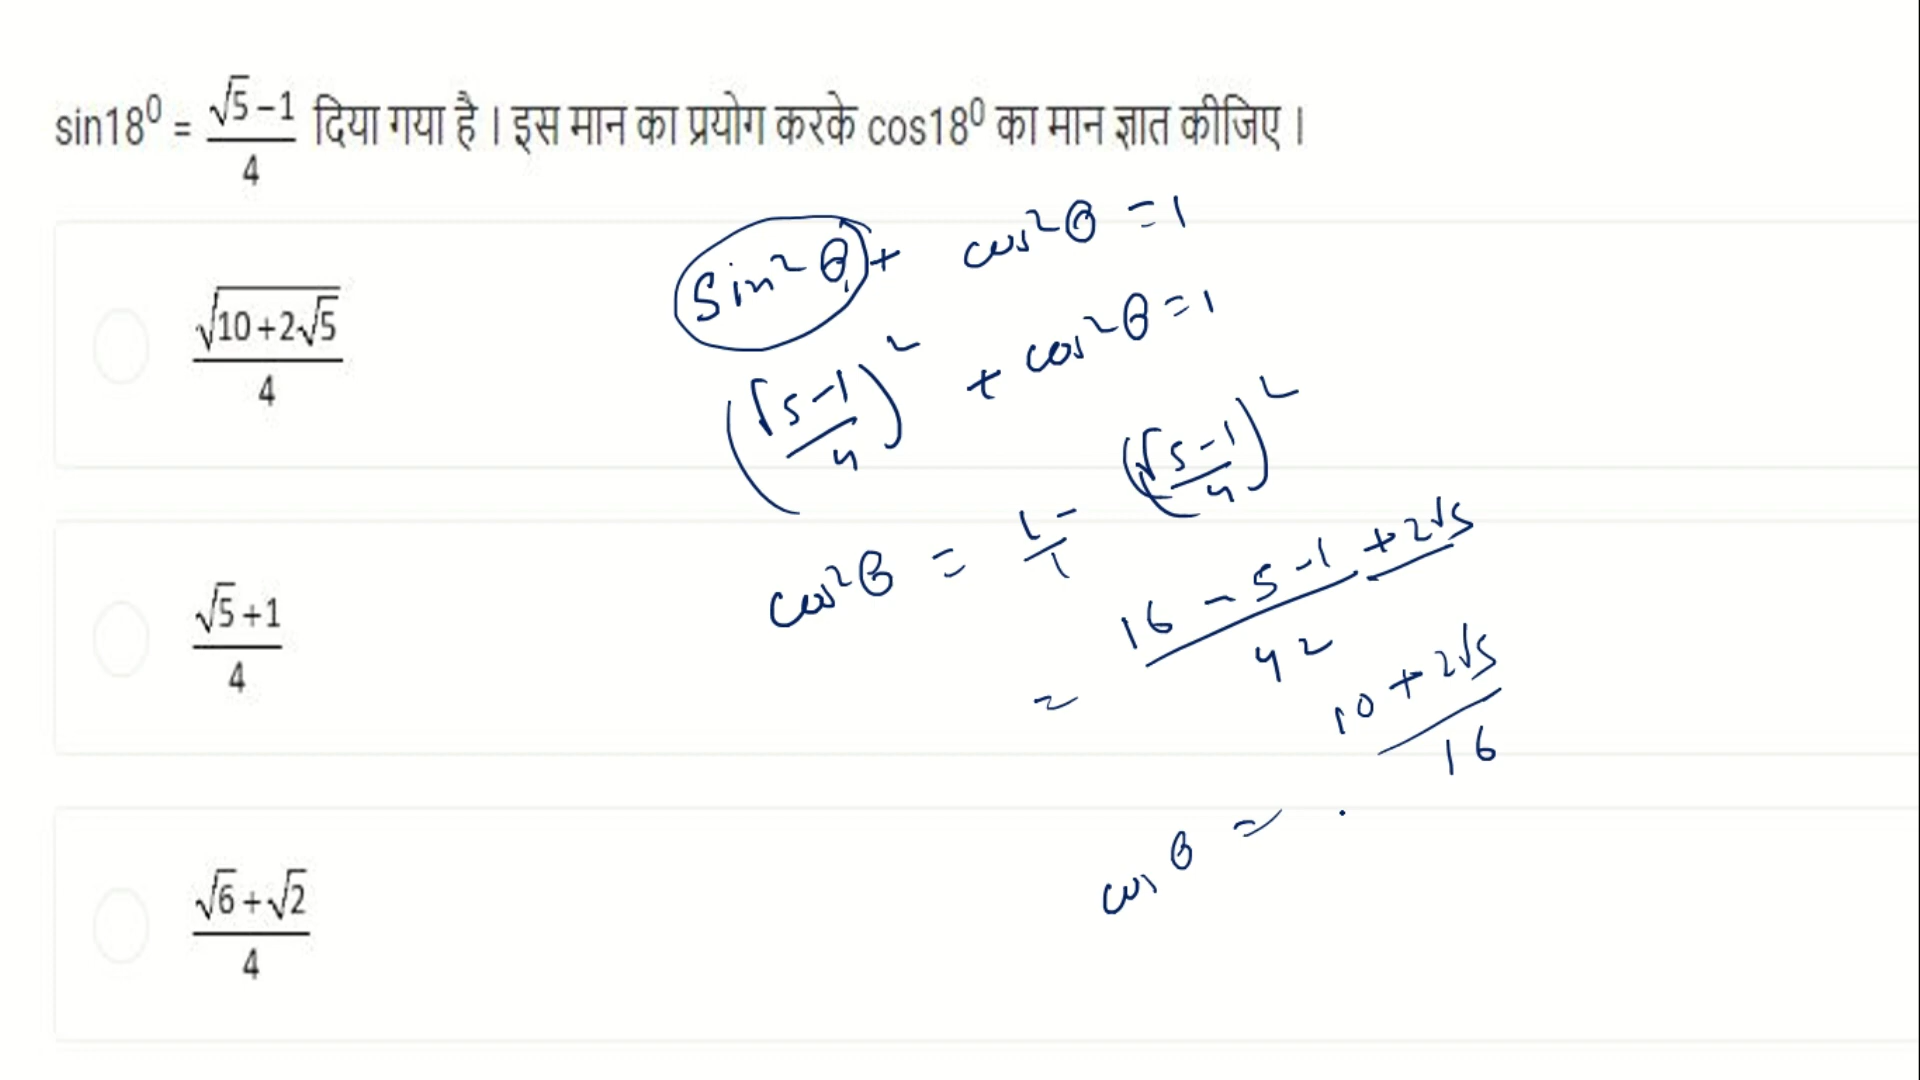 sin18⁰ = (√5-1)/4 दिया गया है । इस मान का प्रयोग करके cos18⁰ का मान ज्ञात कीजिए ।
√(10+2√5)/4
(√5+1)/4
(√6+√2)/4
sin²θ + cos²θ = 1
((√5-1)/4)² + cos²θ = 1
cos²θ = 1/1 - ((√5-1)/4)²
= (16 - 5 - 1 + 2√5)/4²
(10 + 2√5)/16
cos θ =